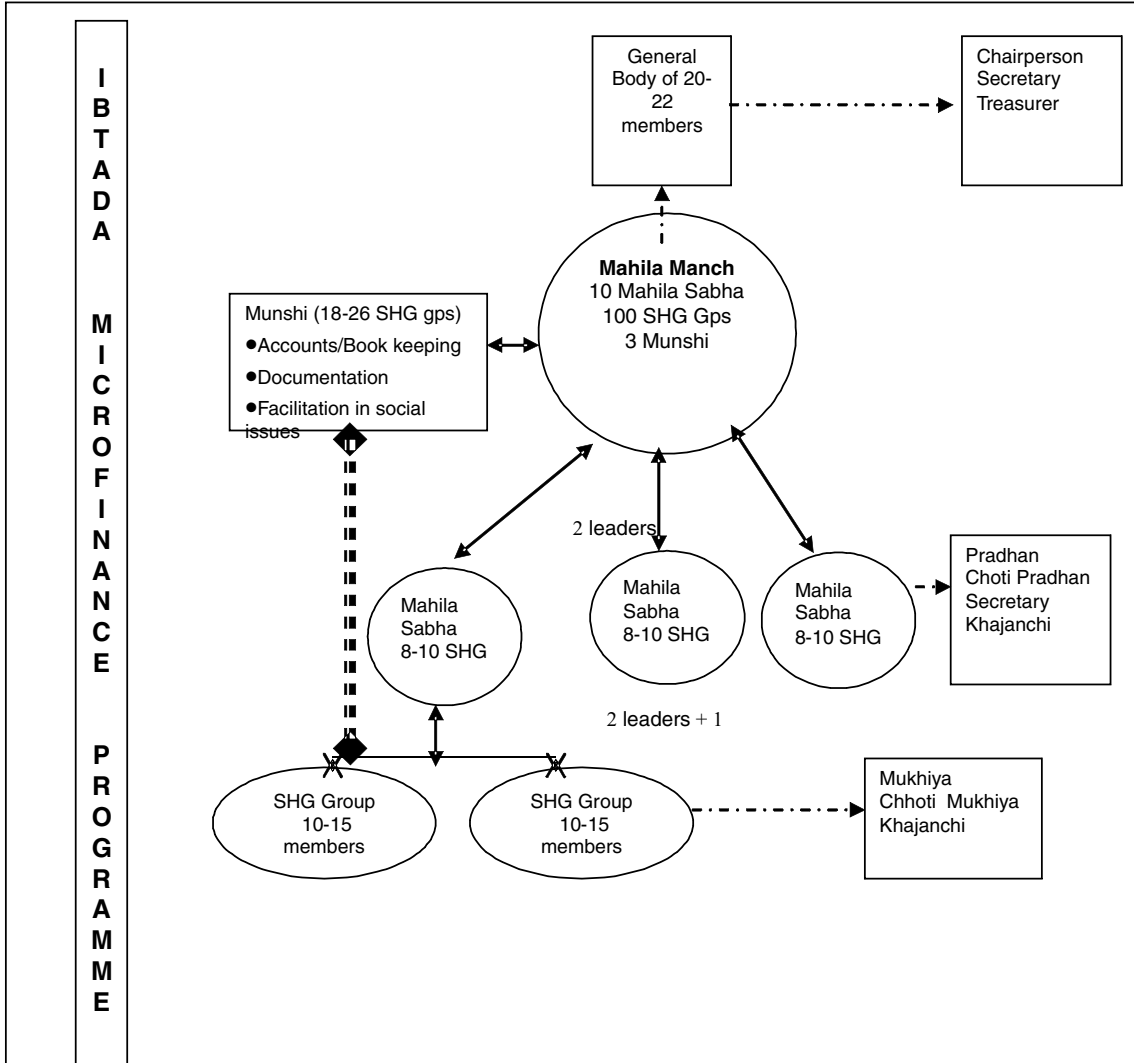 IBTADA MICROFINANCE PROGRAMME
General
Body of 20-
22
members
Chairperson
Secretary
Treasurer
Mahila Manch
10 Mahila Sabha
100 SHG Gps
3 Munshi
Munshi (18-26 SHG gps)
●Accounts/Book keeping
●Documentation
●Facilitation in social
issues
2 leaders
Mahila
Sabha
8-10 SHG
Mahila
Sabha
8-10 SHG
Mahila
Sabha
8-10 SHG
Pradhan
Choti Pradhan
Secretary
Khajanchi
2 leaders + 1
SHG Group
10-15
members
SHG Group
10-15
members
Mukhiya
Chhoti  Mukhiya
Khajanchi